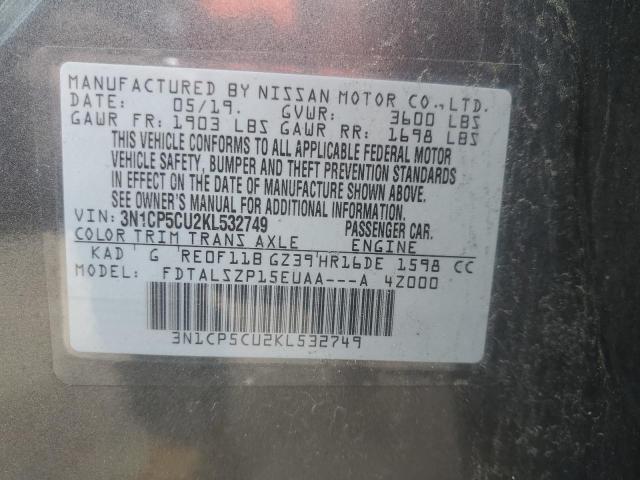 MANUFACTURED BY NISSAN MOTOR CO.,LTD.
DATE: 05/19. GVWR: 3600 LBS
GAWR FR: 1903 LBS GAWR RR: 1698 LBS
THIS VEHICLE CONFORMS TO ALL APPLICABLE FEDERAL MOTOR
VEHICLE SAFETY, BUMPER AND THEFT PREVENTION STANDARDS
IN EFFECT ON THE DATE OF MANUFACTURE SHOWN ABOVE.
SEE OWNER'S MANUAL FOR ADDITIONAL INFORMATION.
VIN: 3N1CP5CU2KL532749 PASSENGER CAR.
COLOR TRIM TRANS AXLE ENGINE
KAD G RE0F11B GZ39 HR16DE 1598 CC
MODEL: FDTALSZP15EUAA---A 4Z000
3N1CP5CU2KL532749